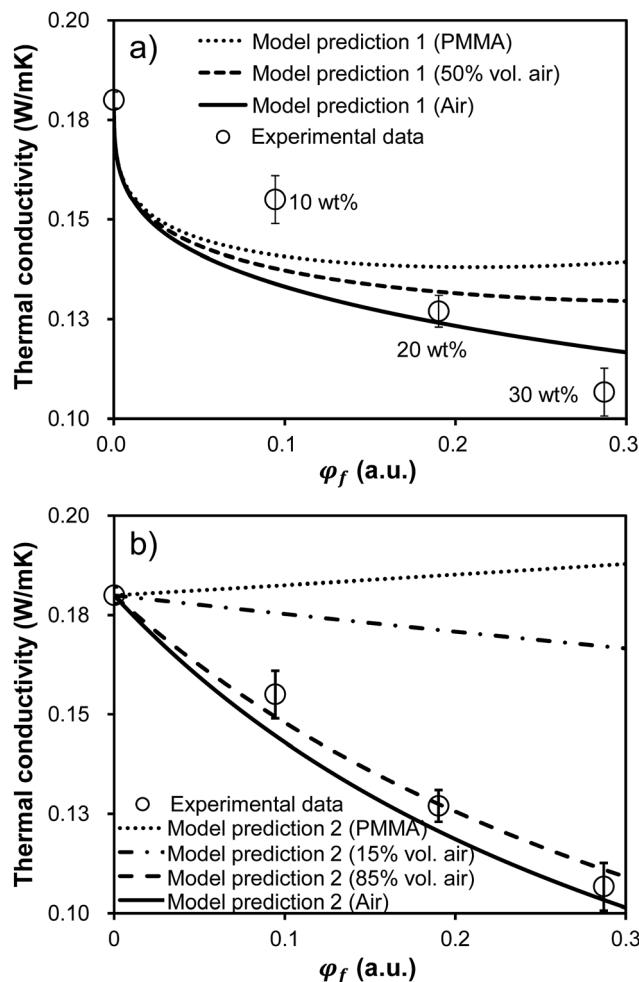 a)
Model prediction 1 (PMMA)
Model prediction 1 (50% vol. air)
Model prediction 1 (Air)
Experimental data
10 wt%
20 wt%
30 wt%
Thermal conductivity (W/mK)
0.20
0.18
0.15
0.13
0.10
0.0
0.1
0.2
0.3
φf (a.u.)
b)
Experimental data
Model prediction 2 (PMMA)
Model prediction 2 (15% vol. air)
Model prediction 2 (85% vol. air)
Model prediction 2 (Air)
Thermal conductivity (W/mK)
0.20
0.18
0.15
0.13
0.10
0
0.1
0.2
0.3
φf (a.u.)